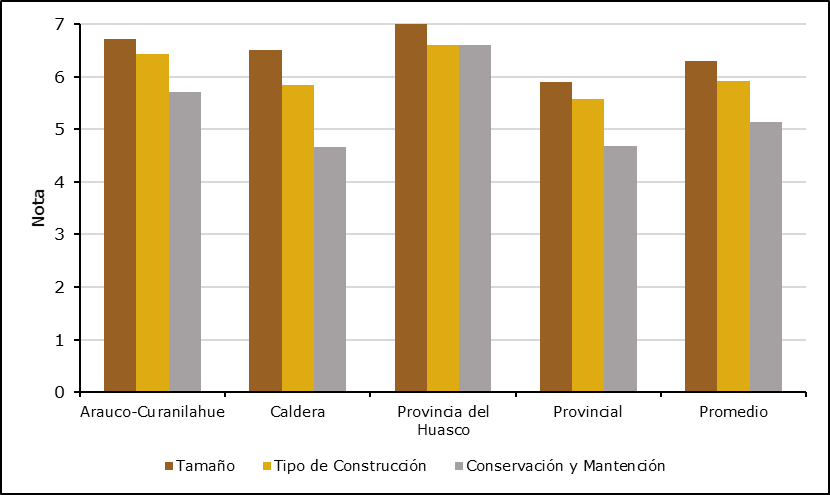 7
6
5
4
3
2
1
0
Nota
Arauco-Curanilahue
Caldera
Provincia del
Huasco
Provincial
Promedio
Tamaño
Tipo de Construcción
Conservación y Mantención